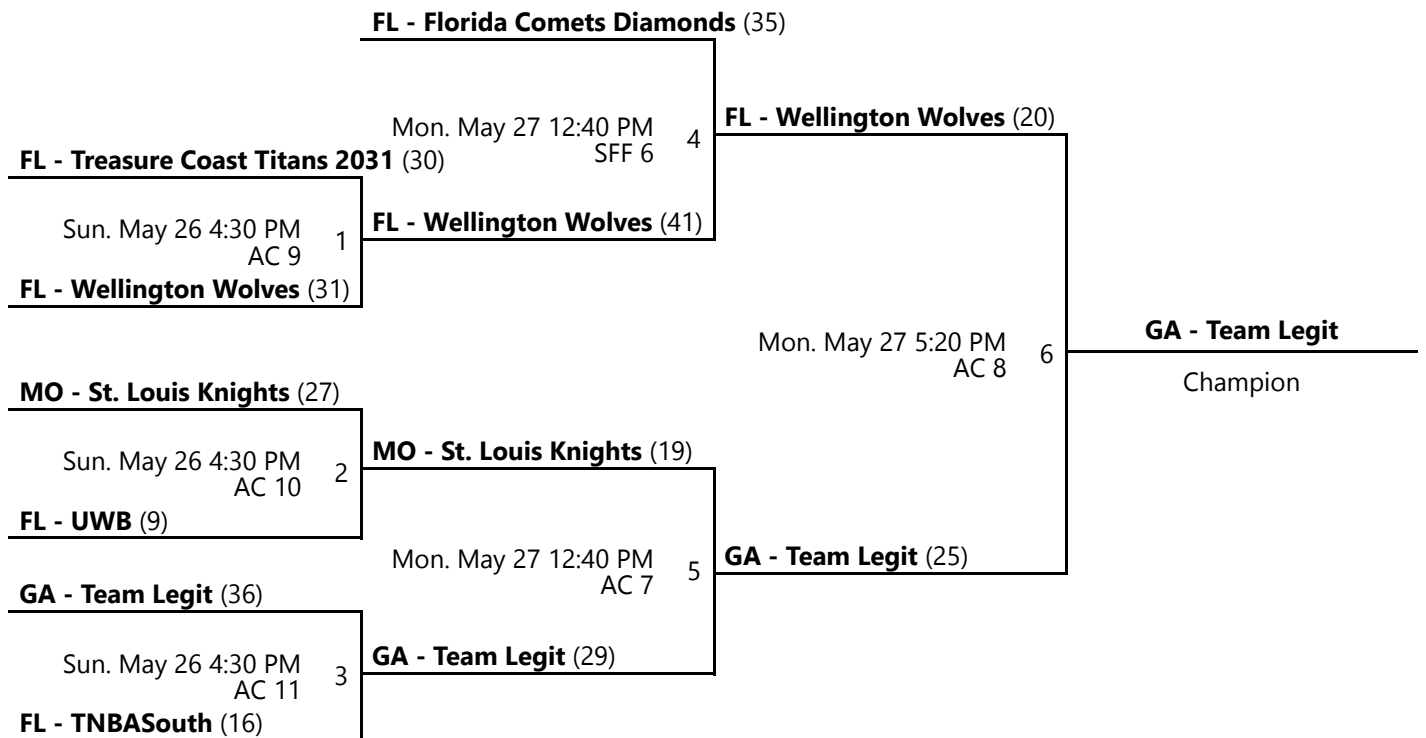 FL - Florida Comets Diamonds (35)
Mon. May 27 12:40 PM
SFF 6
4
FL - Wellington Wolves (20)
FL - Treasure Coast Titans 2031 (30)
Sun. May 26 4:30 PM
AC 9
1
FL - Wellington Wolves (41)
FL - Wellington Wolves (31)
Mon. May 27 5:20 PM
AC 8
6
GA - Team Legit
Champion
MO - St. Louis Knights (27)
Sun. May 26 4:30 PM
AC 10
2
MO - St. Louis Knights (19)
FL - UWB (9)
Mon. May 27 12:40 PM
AC 7
5
GA - Team Legit (25)
GA - Team Legit (36)
Sun. May 26 4:30 PM
AC 11
3
GA - Team Legit (29)
FL - TNBASouth (16)